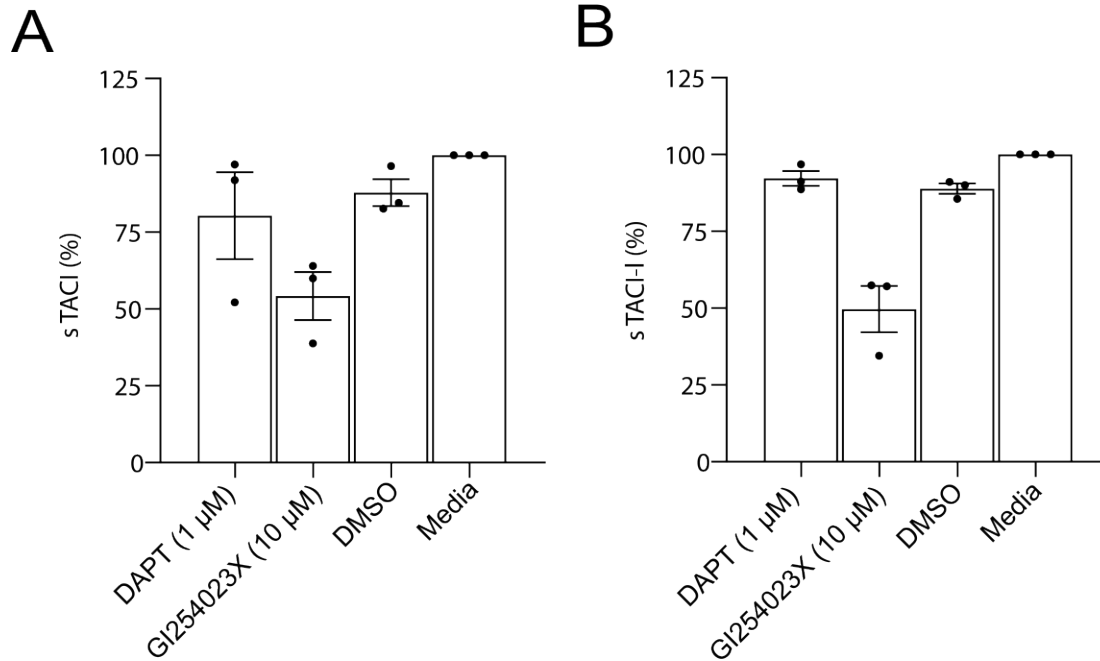 A
125
100
75
50
25
0
s TACI (%)
DAPT (1 µM)
GI254023X (10 µM)
DMSO
Media
B
125
100
75
50
25
0
s TACI-I (%)
DAPT (1 µM)
GI254023X (10 µM)
DMSO
Media